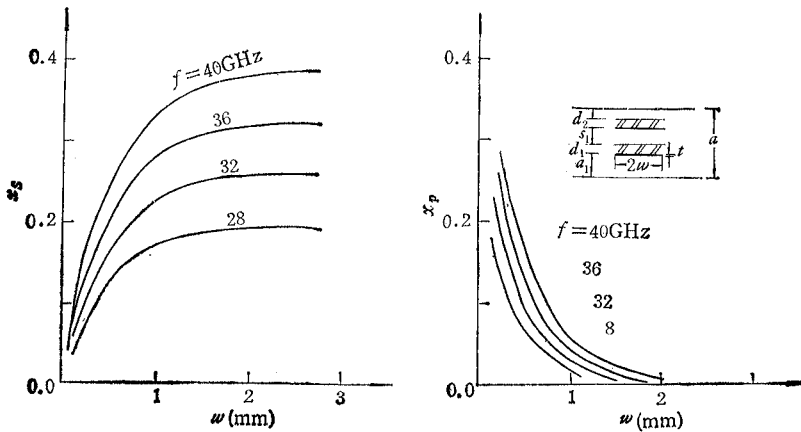 0.4
f=40GHz
36
32
28
0.2
x_s
0.0
1
2
3
w(mm)
0.4
d_2
s_1
d_1
a_1
2w
t
a
0.2
x_p
f=40GHz
36
32
8
0.0
1
2
w(mm)